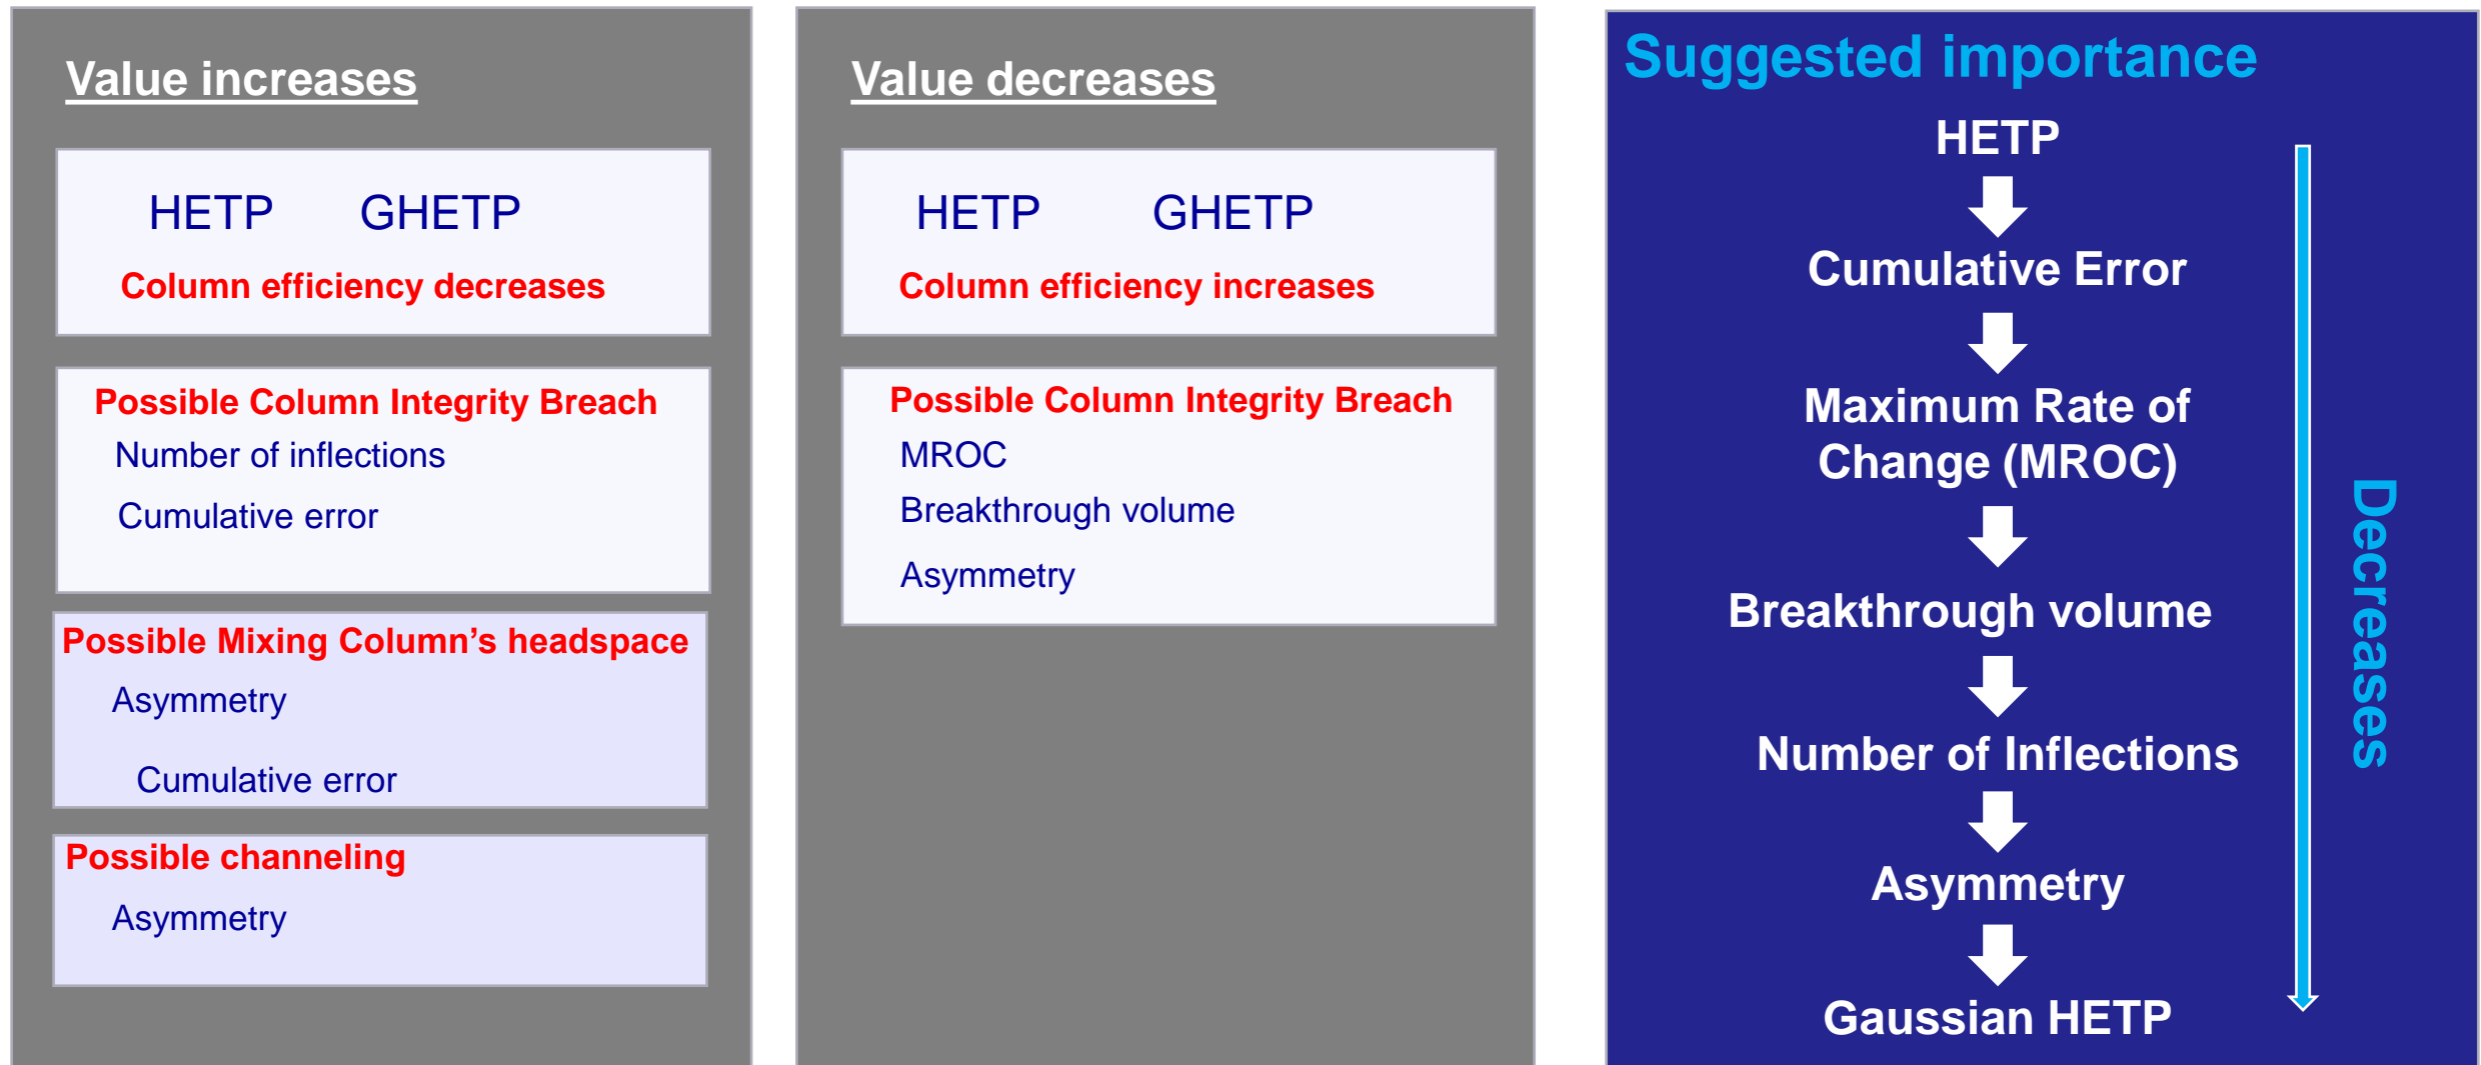 Value increases
HETP GHETP
Column efficiency decreases
Possible Column Integrity Breach
Number of inflections
Cumulative error
Possible Mixing Column’s headspace
Asymmetry
Cumulative error
Possible channeling
Asymmetry
Value decreases
HETP GHETP
Column efficiency increases
Possible Column Integrity Breach
MROC
Breakthrough volume
Asymmetry
Suggested importance
HETP
Cumulative Error
Maximum Rate of
Change (MROC)
Breakthrough volume
Number of Inflections
Asymmetry
Gaussian HETP
Decreases